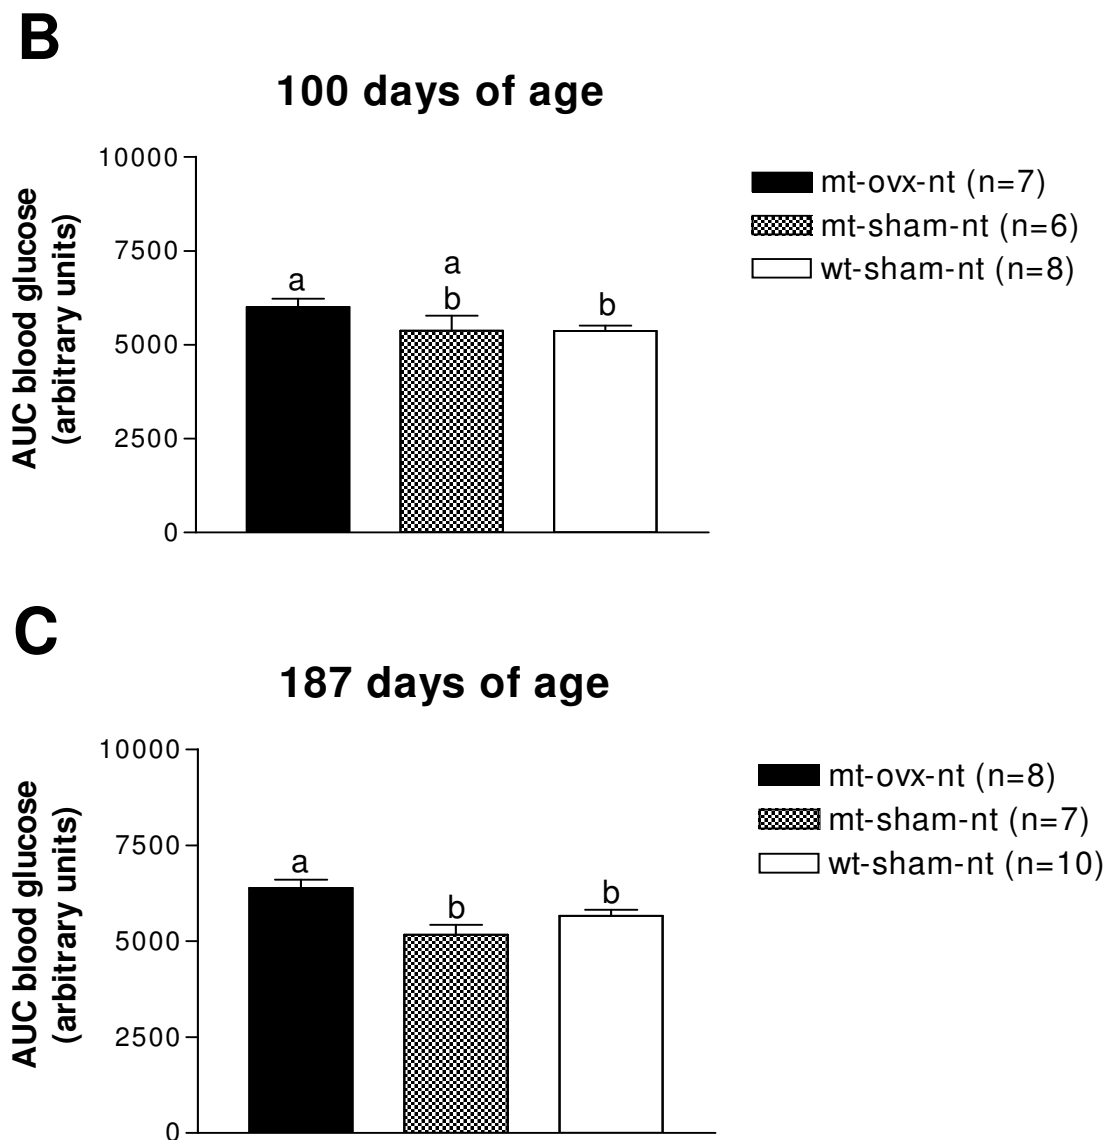 B
100 days of age
AUC blood glucose
(arbitrary units)
10000
7500
5000
2500
0
a
a
b
b
mt-ovx-nt (n=7)
mt-sham-nt (n=6)
wt-sham-nt (n=8)
C
187 days of age
AUC blood glucose
(arbitrary units)
10000
7500
5000
2500
0
a
b
b
mt-ovx-nt (n=8)
mt-sham-nt (n=7)
wt-sham-nt (n=10)